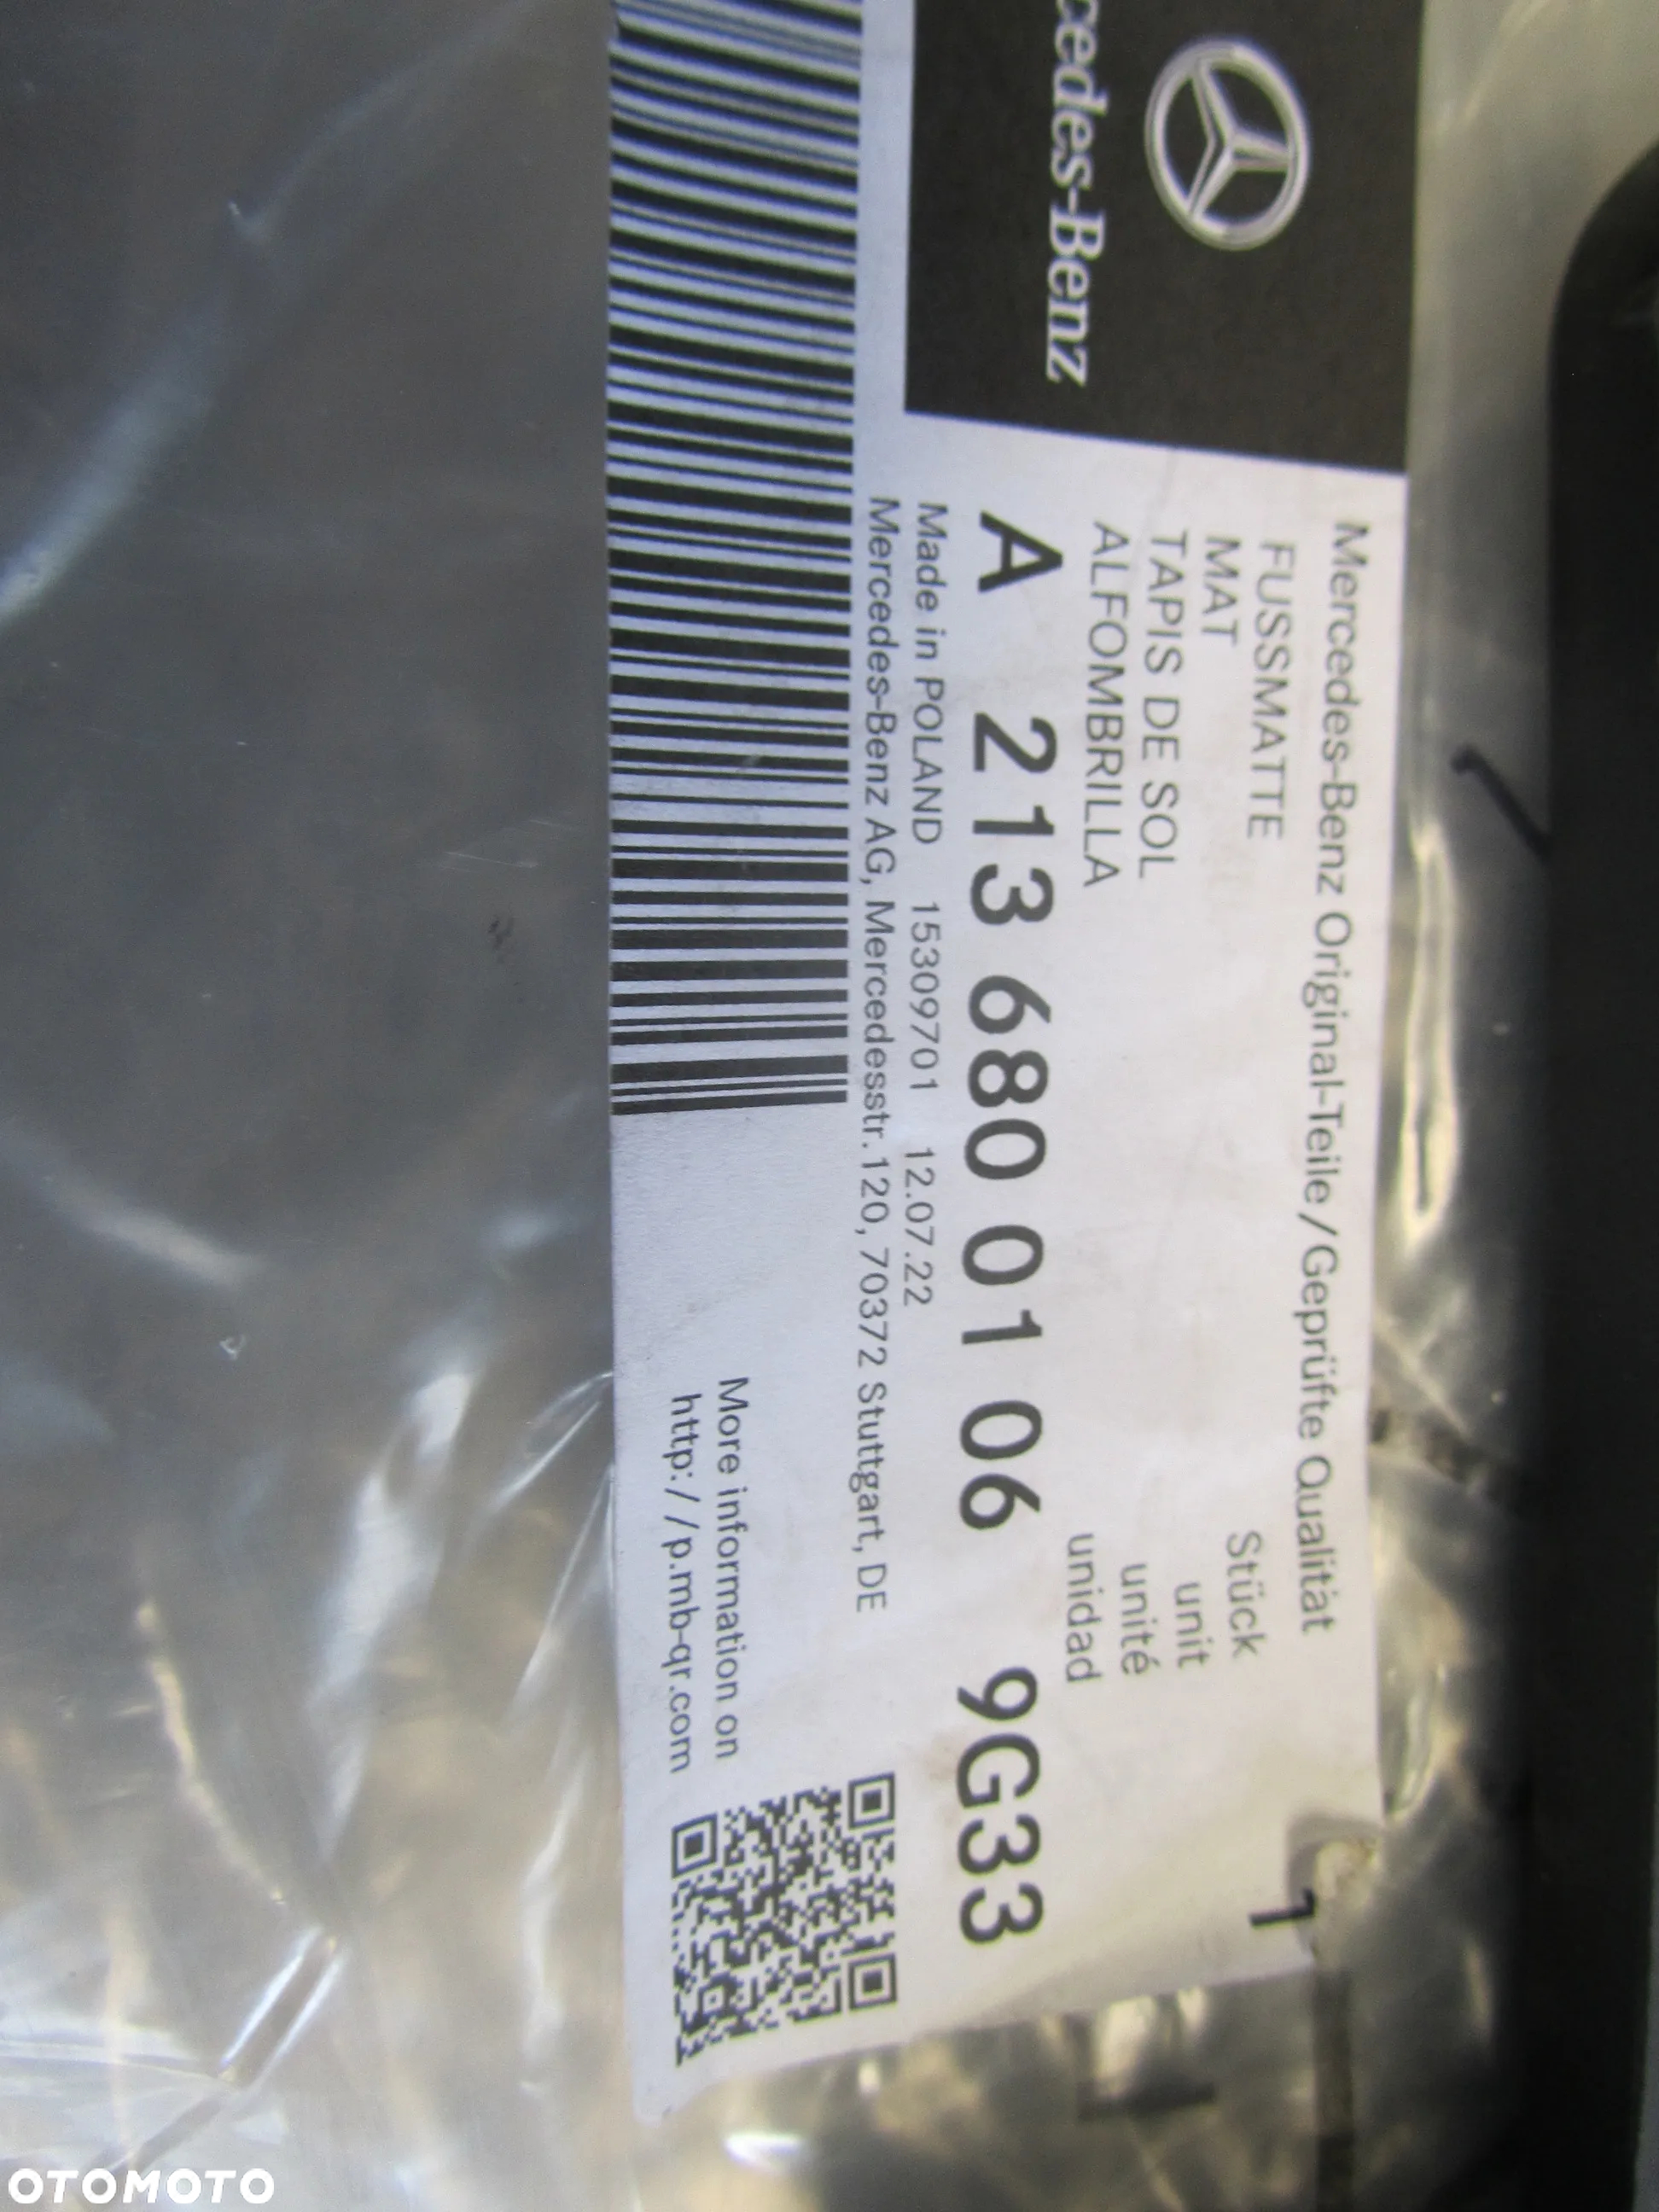 Mercedes-Benz
Mercedes-Benz Original-Teile/Geprüfte Qualität
FUSSMATTE
MAT
TAPIS DE SOL
ALFOMBRILLA
Stück
unit
unité
unidad
1
A 213 680 01 06 9G33
Made in POLAND 15309701 12.07.22
Mercedes-Benz AG, Mercedesstr.120, 70372 Stuttgart, DE
More information on
http://p.mb-qr.com
OTOMOTO